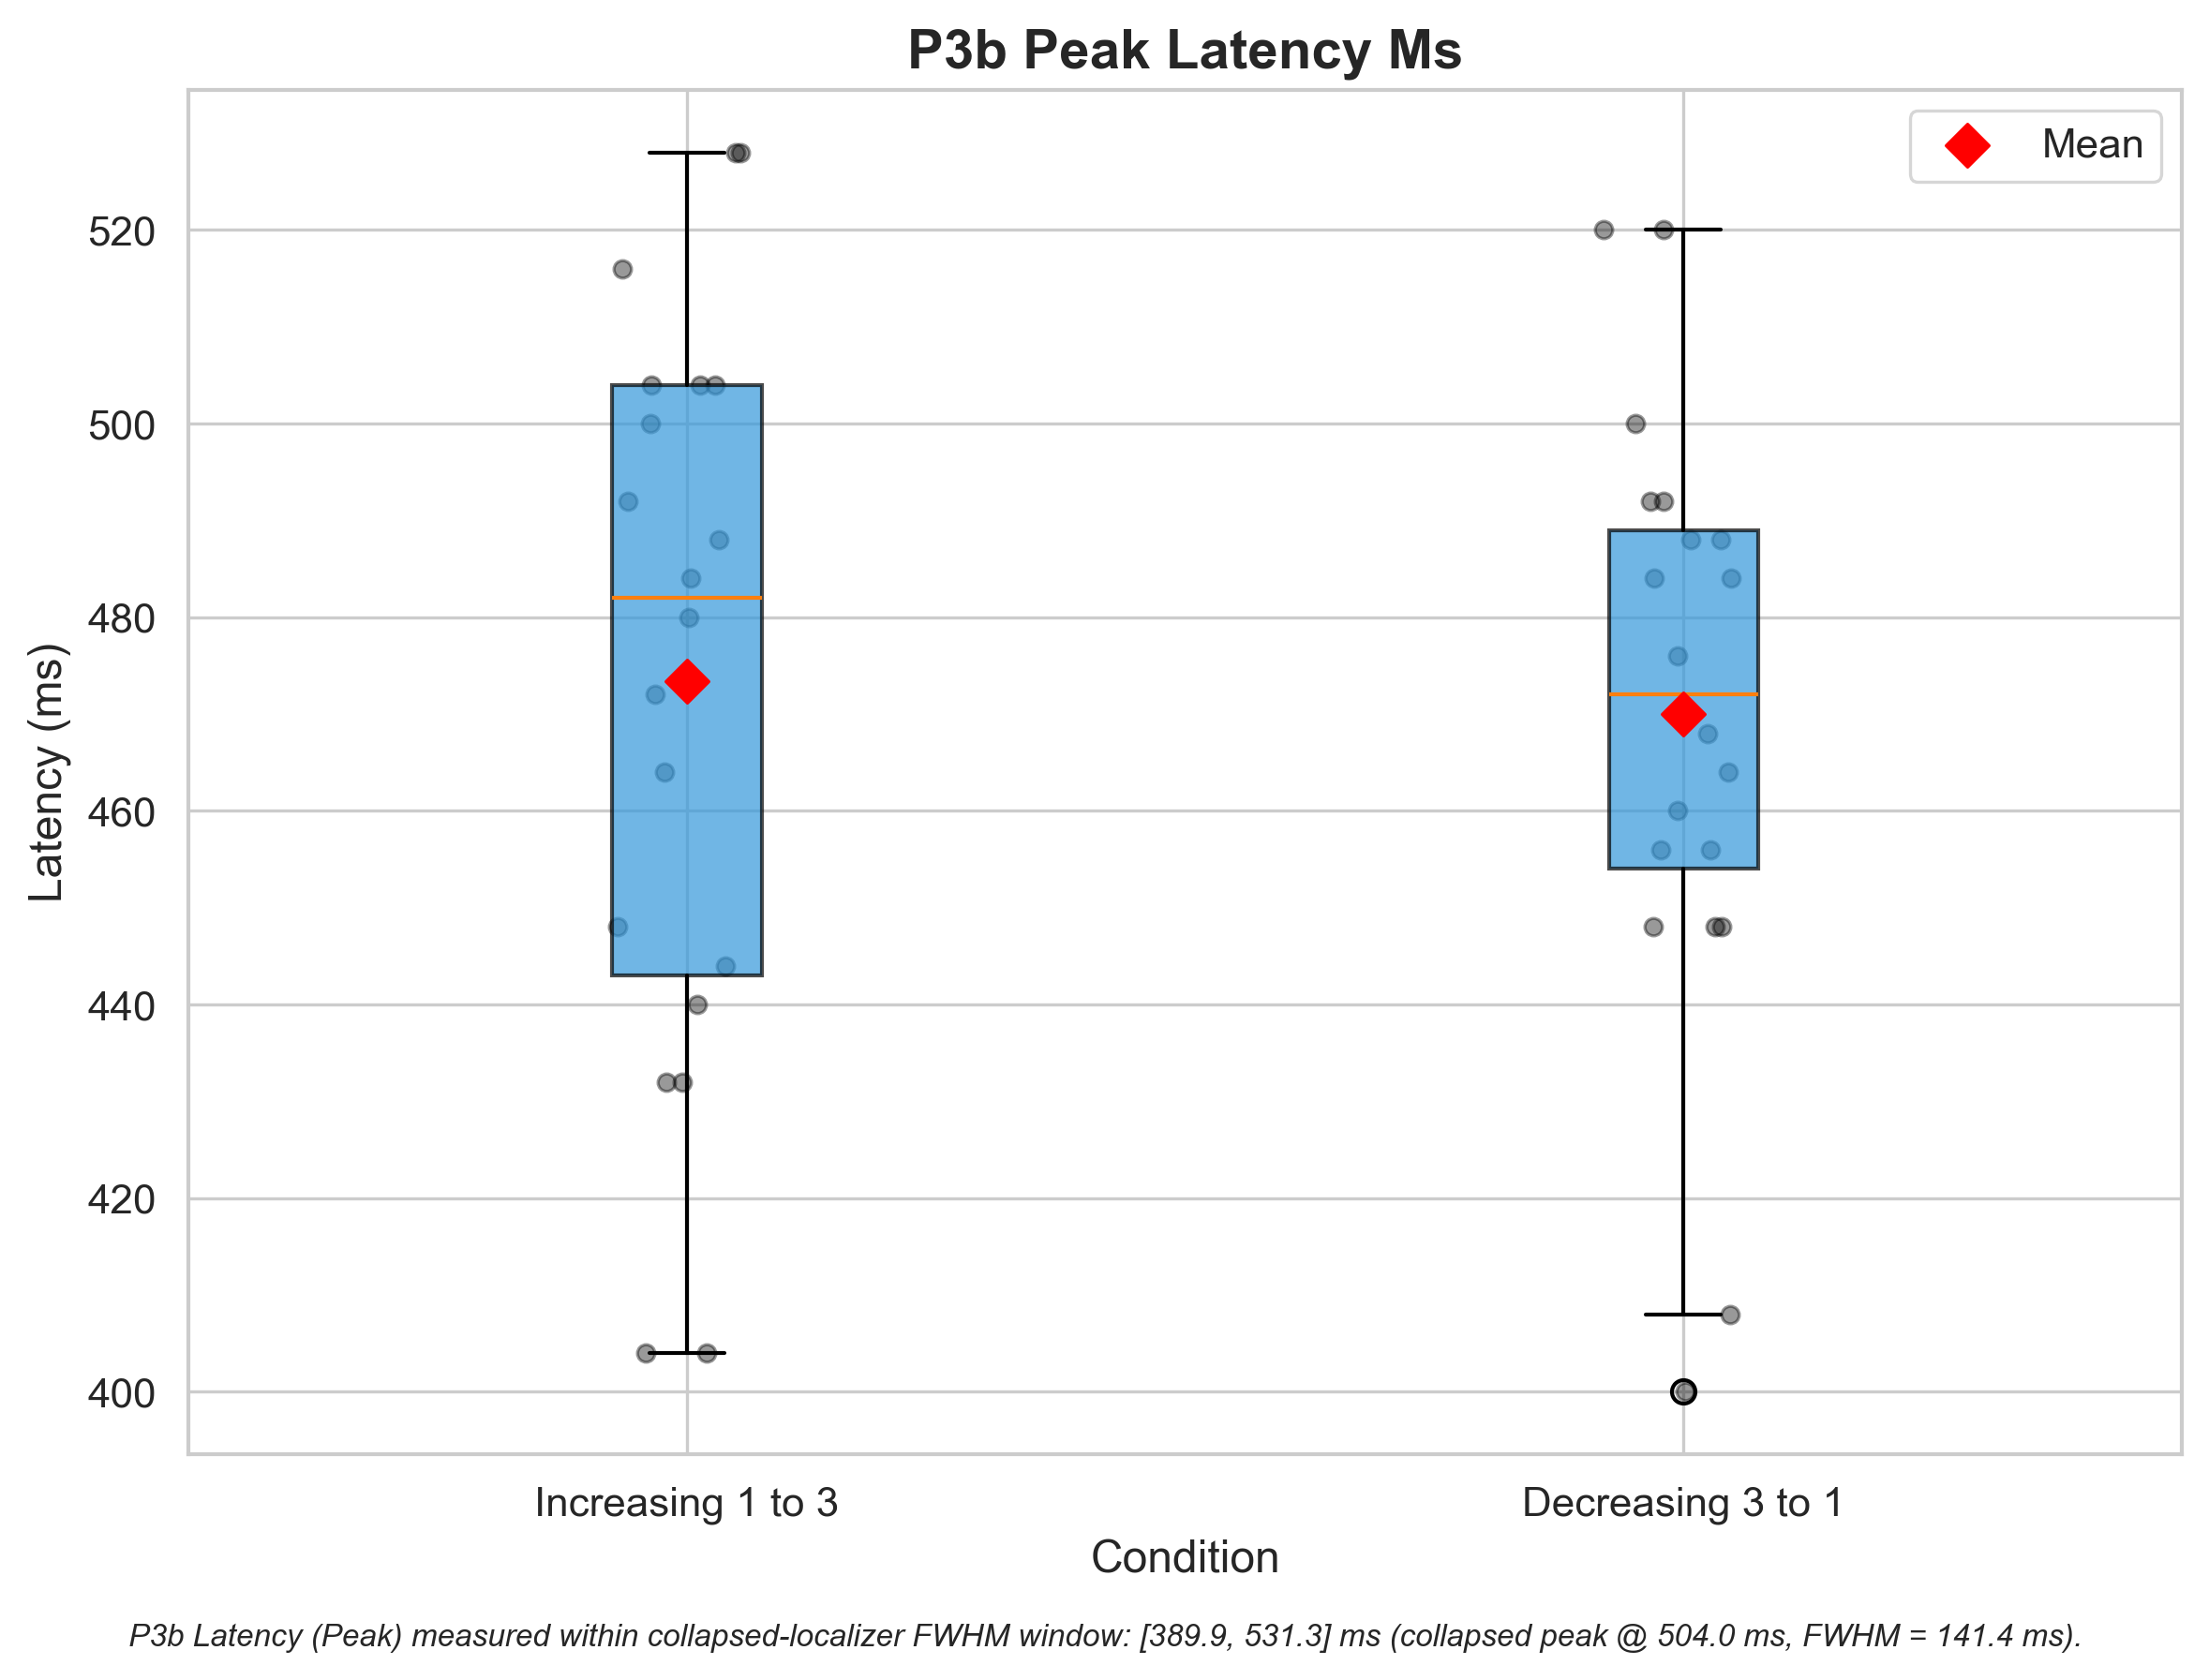 P3b Peak Latency Ms
Mean
520
500
480
460
440
420
400
Latency (ms)
Increasing 1 to 3
Decreasing 3 to 1
Condition
P3b Latency (Peak) measured within collapsed-localizer FWHM window: [389.9, 531.3] ms (collapsed peak @ 504.0 ms, FWHM = 141.4 ms).